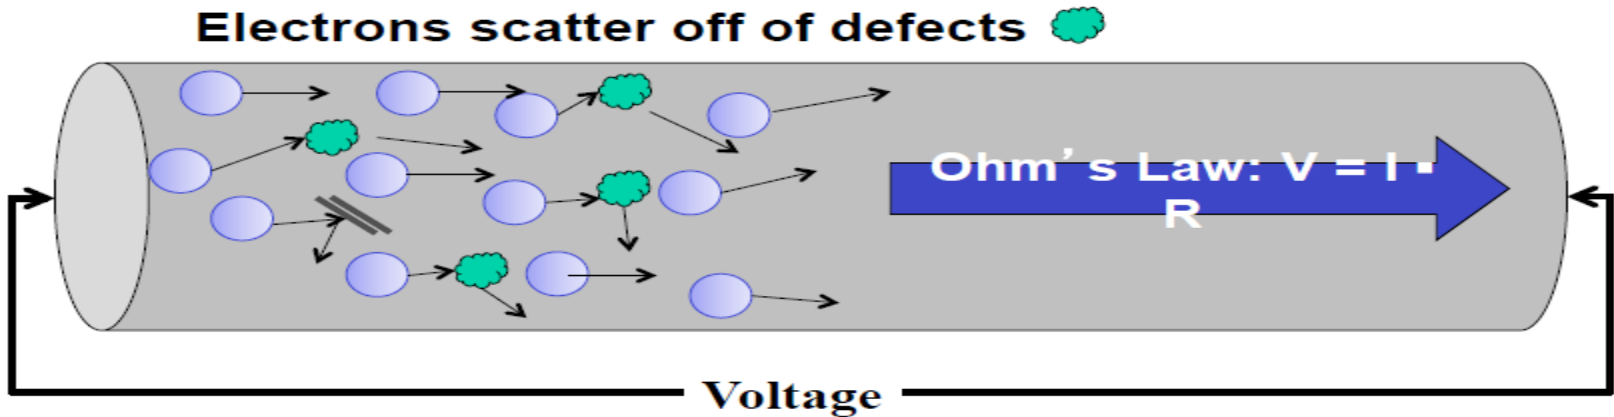 Electrons scatter off of defects
Ohm’s Law: V = I ▪
R
Voltage